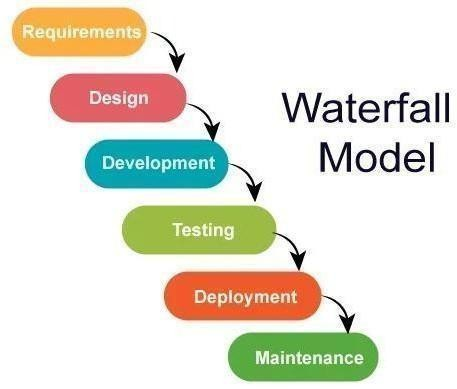 Requirements
Design
Waterfall
Model
Development
Testing
Deployment
Maintenance